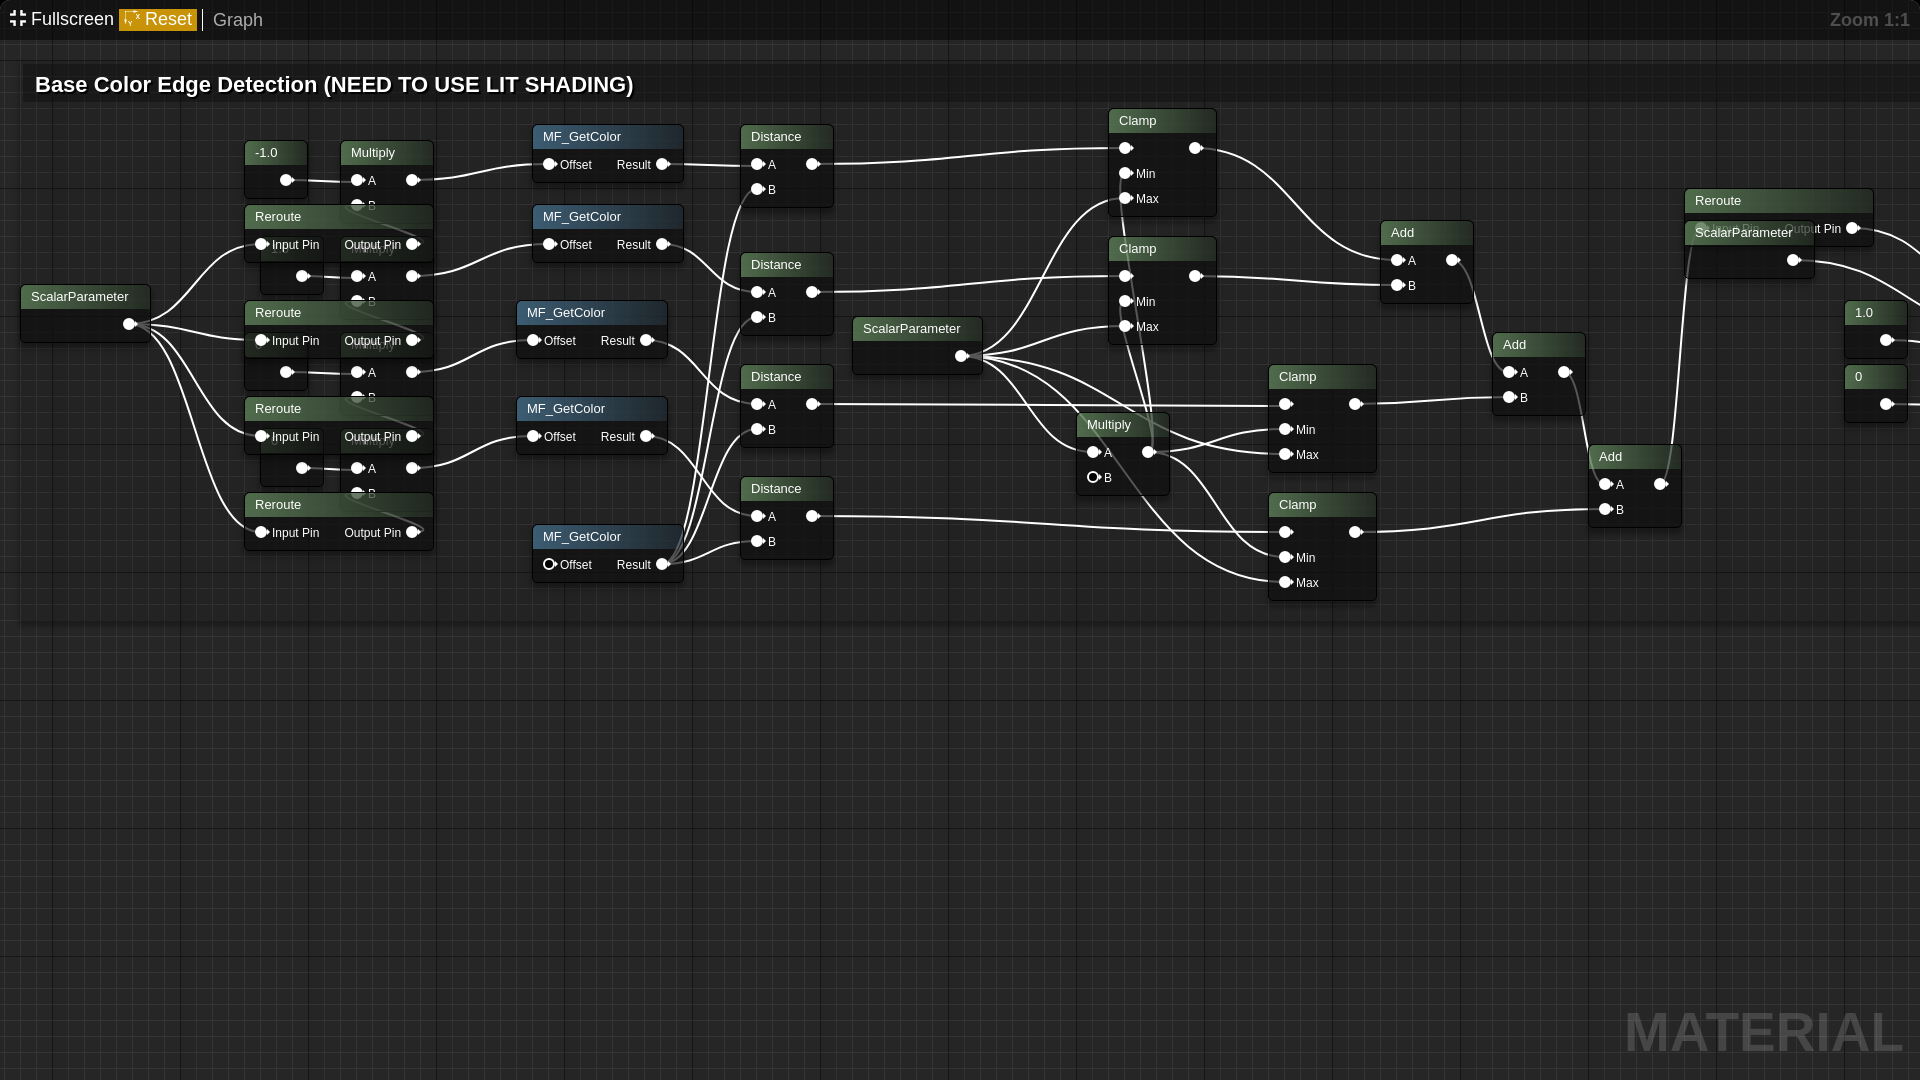 Fullscreen Reset Graph Zoom 1:1
Base Color Edge Detection (NEED TO USE LIT SHADING)
-1.0
Multiply
A
B
Reroute
Input Pin Output Pin
A
B
Reroute
Input Pin Output Pin
Multiply
A
B
Reroute
Input Pin Output Pin
Multiply
A
B
Reroute
Input Pin Output Pin
ScalarParameter
MF_GetColor
Offset Result
MF_GetColor
Offset Result
MF_GetColor
Offset Result
MF_GetColor
Offset Result
MF_GetColor
Offset Result
Distance
A
B
Distance
A
B
Distance
A
B
Distance
A
B
ScalarParameter
Clamp
Min
Max
Clamp
Min
Max
Multiply
A
B
Clamp
Min
Max
Clamp
Min
Max
Add
A
B
Add
A
B
Add
A
B
Reroute
Input Pin Output Pin
ScalarParameter
1.0
0
MATERIAL